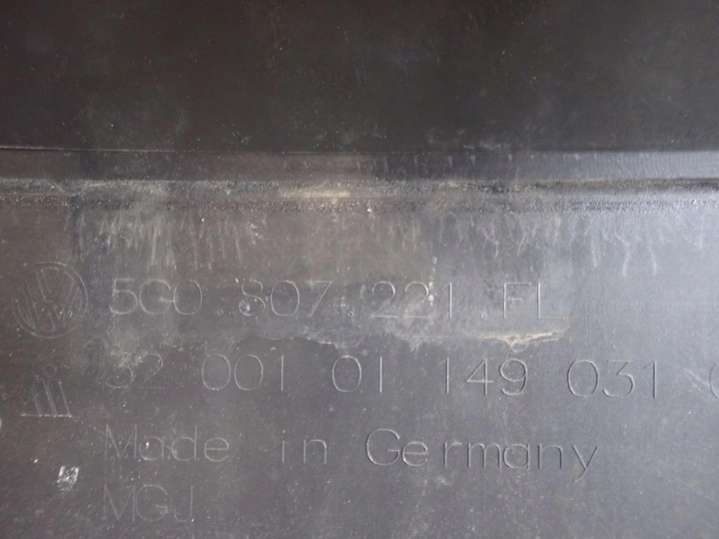 5G0.807.221.FL
32 001 01 149 031
Made in Germany
MGJ